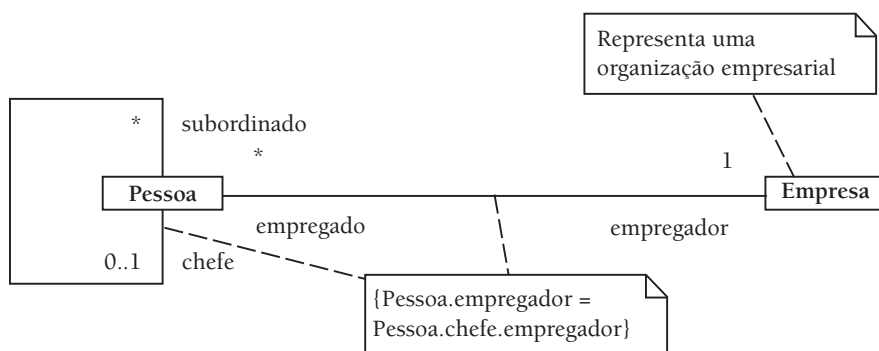 Representa uma
organização empresarial
* subordinado
*
1
Pessoa
Empresa
empregado
empregador
0..1 chefe
{Pessoa.empregador =
Pessoa.chefe.empregador}